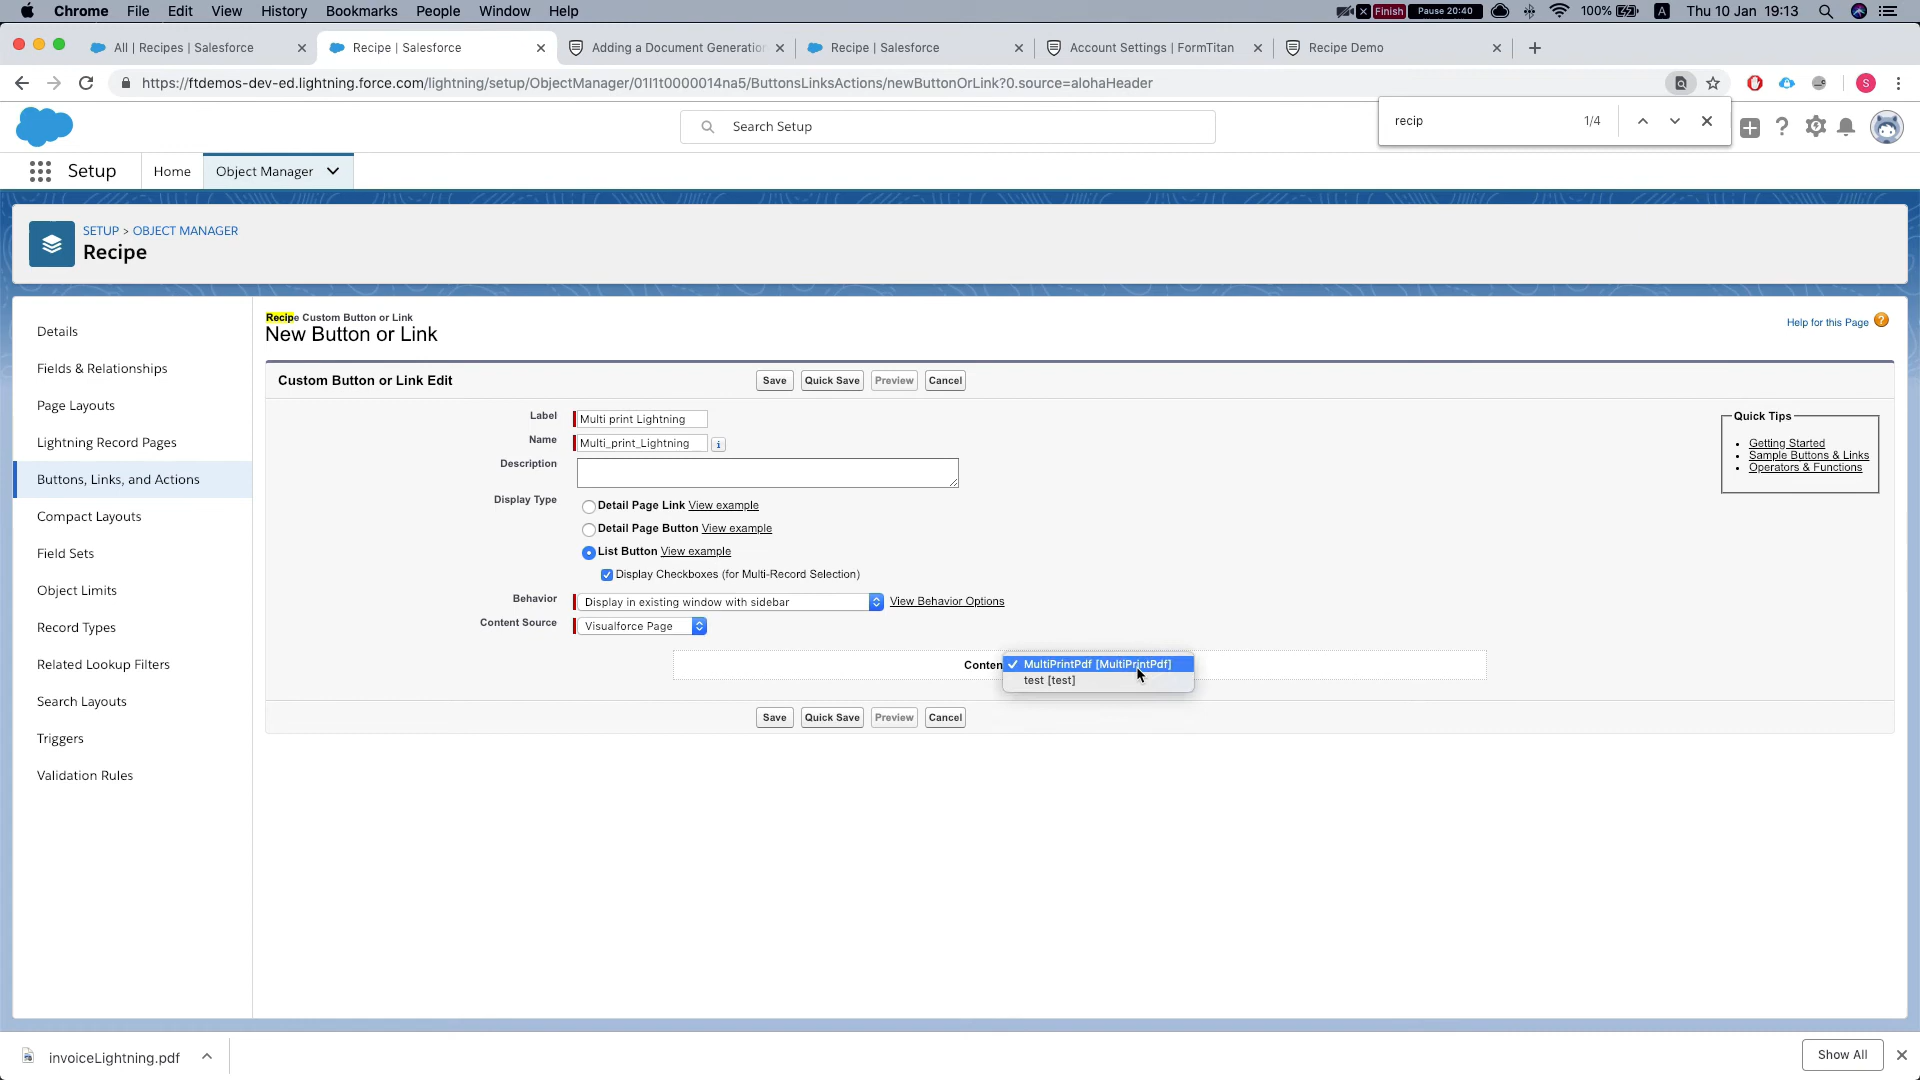 Chrome File Edit View History Bookmarks People Window Help
Finish Pause 20:40 100% A Thu 10 Jan 19:13
All | Recipes | Salesforce
Recipe | Salesforce
Adding a Document Generation
Recipe | Salesforce
Account Settings | FormTitan
Recipe Demo
https://ftdemos-dev-ed.lightning.force.com/lightning/setup/ObjectManager/01I1t0000014na5/ButtonsLinksActions/newButtonOrLink?0.source=alohaHeader
S
Search Setup
recip 1/4
Setup Home Object Manager
SETUP > OBJECT MANAGER
Recipe
Details
Fields & Relationships
Page Layouts
Lightning Record Pages
Buttons, Links, and Actions
Compact Layouts
Field Sets
Object Limits
Record Types
Related Lookup Filters
Search Layouts
Triggers
Validation Rules
Recipe Custom Button or Link
New Button or Link
Help for this Page ?
Custom Button or Link Edit
Save Quick Save Preview Cancel
Label Multi print Lightning
Name Multi_print_Lightning i
Description
Display Type
Detail Page Link View example
Detail Page Button View example
List Button View example
Display Checkboxes (for Multi-Record Selection)
Behavior Display in existing window with sidebar View Behavior Options
Content Source Visualforce Page
Conten
MultiPrintPdf [MultiPrintPdf]
test [test]
Save Quick Save Preview Cancel
Quick Tips
Getting Started
Sample Buttons & Links
Operators & Functions
invoiceLightning.pdf
Show All